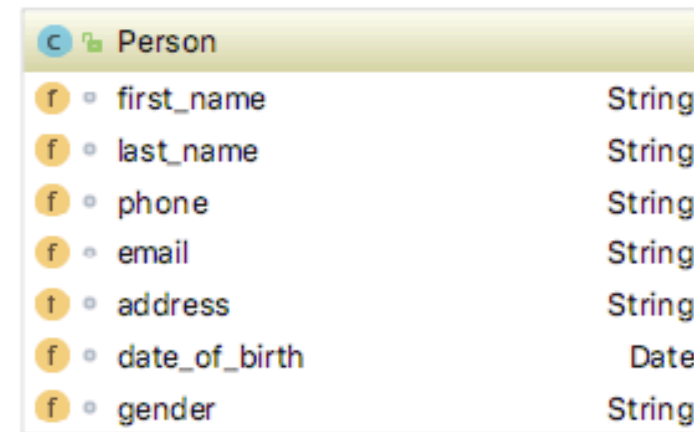 C Person
f first_name String
f last_name String
f phone String
f email String
f address String
f date_of_birth Date
f gender String